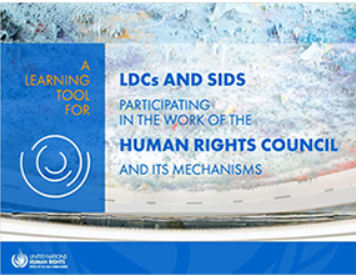 A
LEARNING
TOOL
FOR
LDCs AND SIDS
PARTICIPATING
IN THE WORK OF THE
HUMAN RIGHTS COUNCIL
AND ITS MECHANISMS
UNITED NATIONS
HUMAN RIGHTS